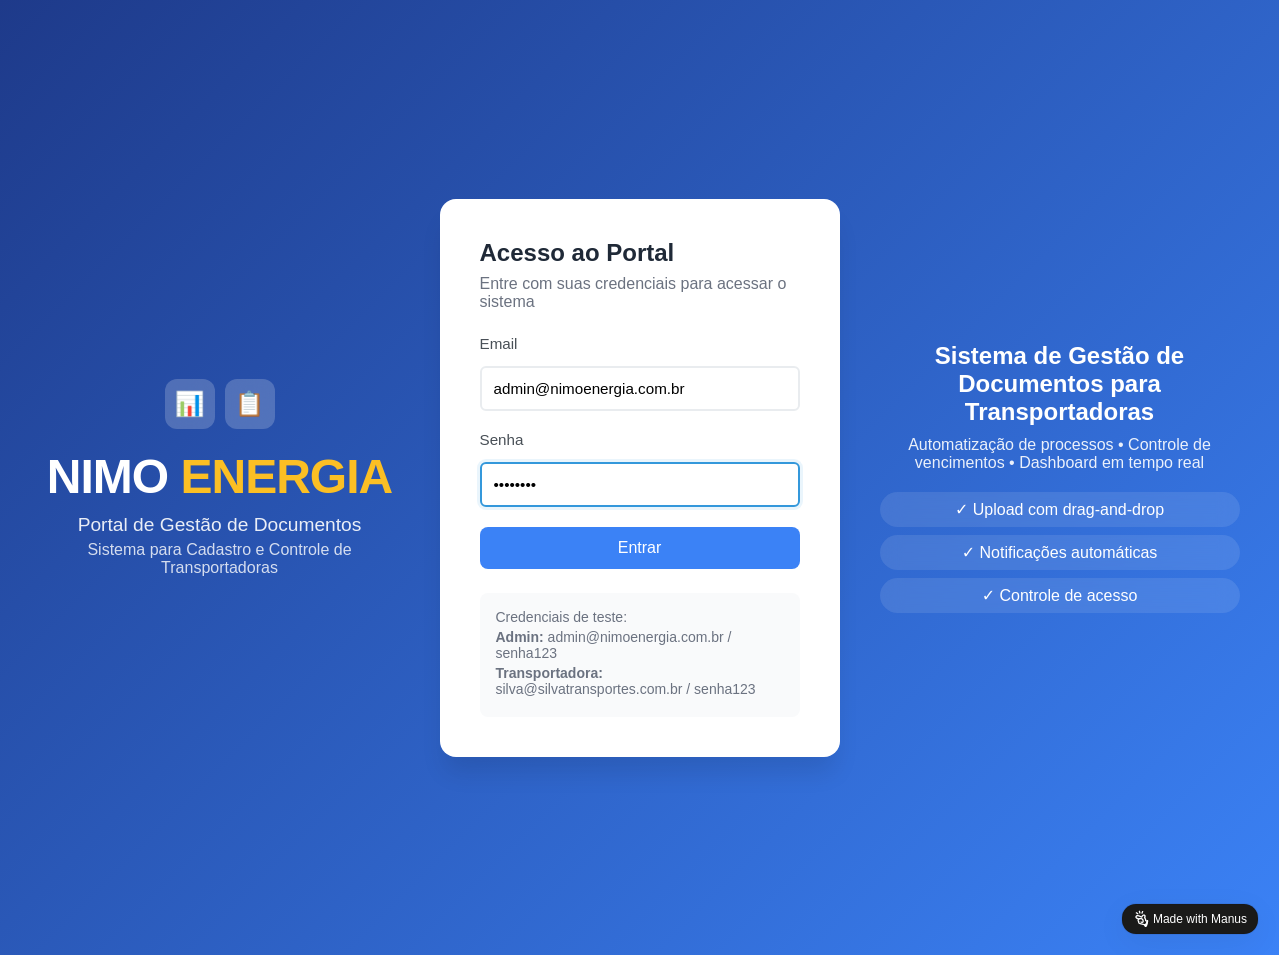 NIMO ENERGIA
Portal de Gestão de Documentos
Sistema para Cadastro e Controle de
Transportadoras
Acesso ao Portal
Entre com suas credenciais para acessar o
sistema
Email
admin@nimoenergia.com.br
Senha
••••••••
Entrar
Credenciais de teste:
Admin: admin@nimoenergia.com.br /
senha123
Transportadora:
silva@silvatransportes.com.br / senha123
Sistema de Gestão de
Documentos para
Transportadoras
Automatização de processos • Controle de
vencimentos • Dashboard em tempo real
✓ Upload com drag-and-drop
✓ Notificações automáticas
✓ Controle de acesso
Made with Manus